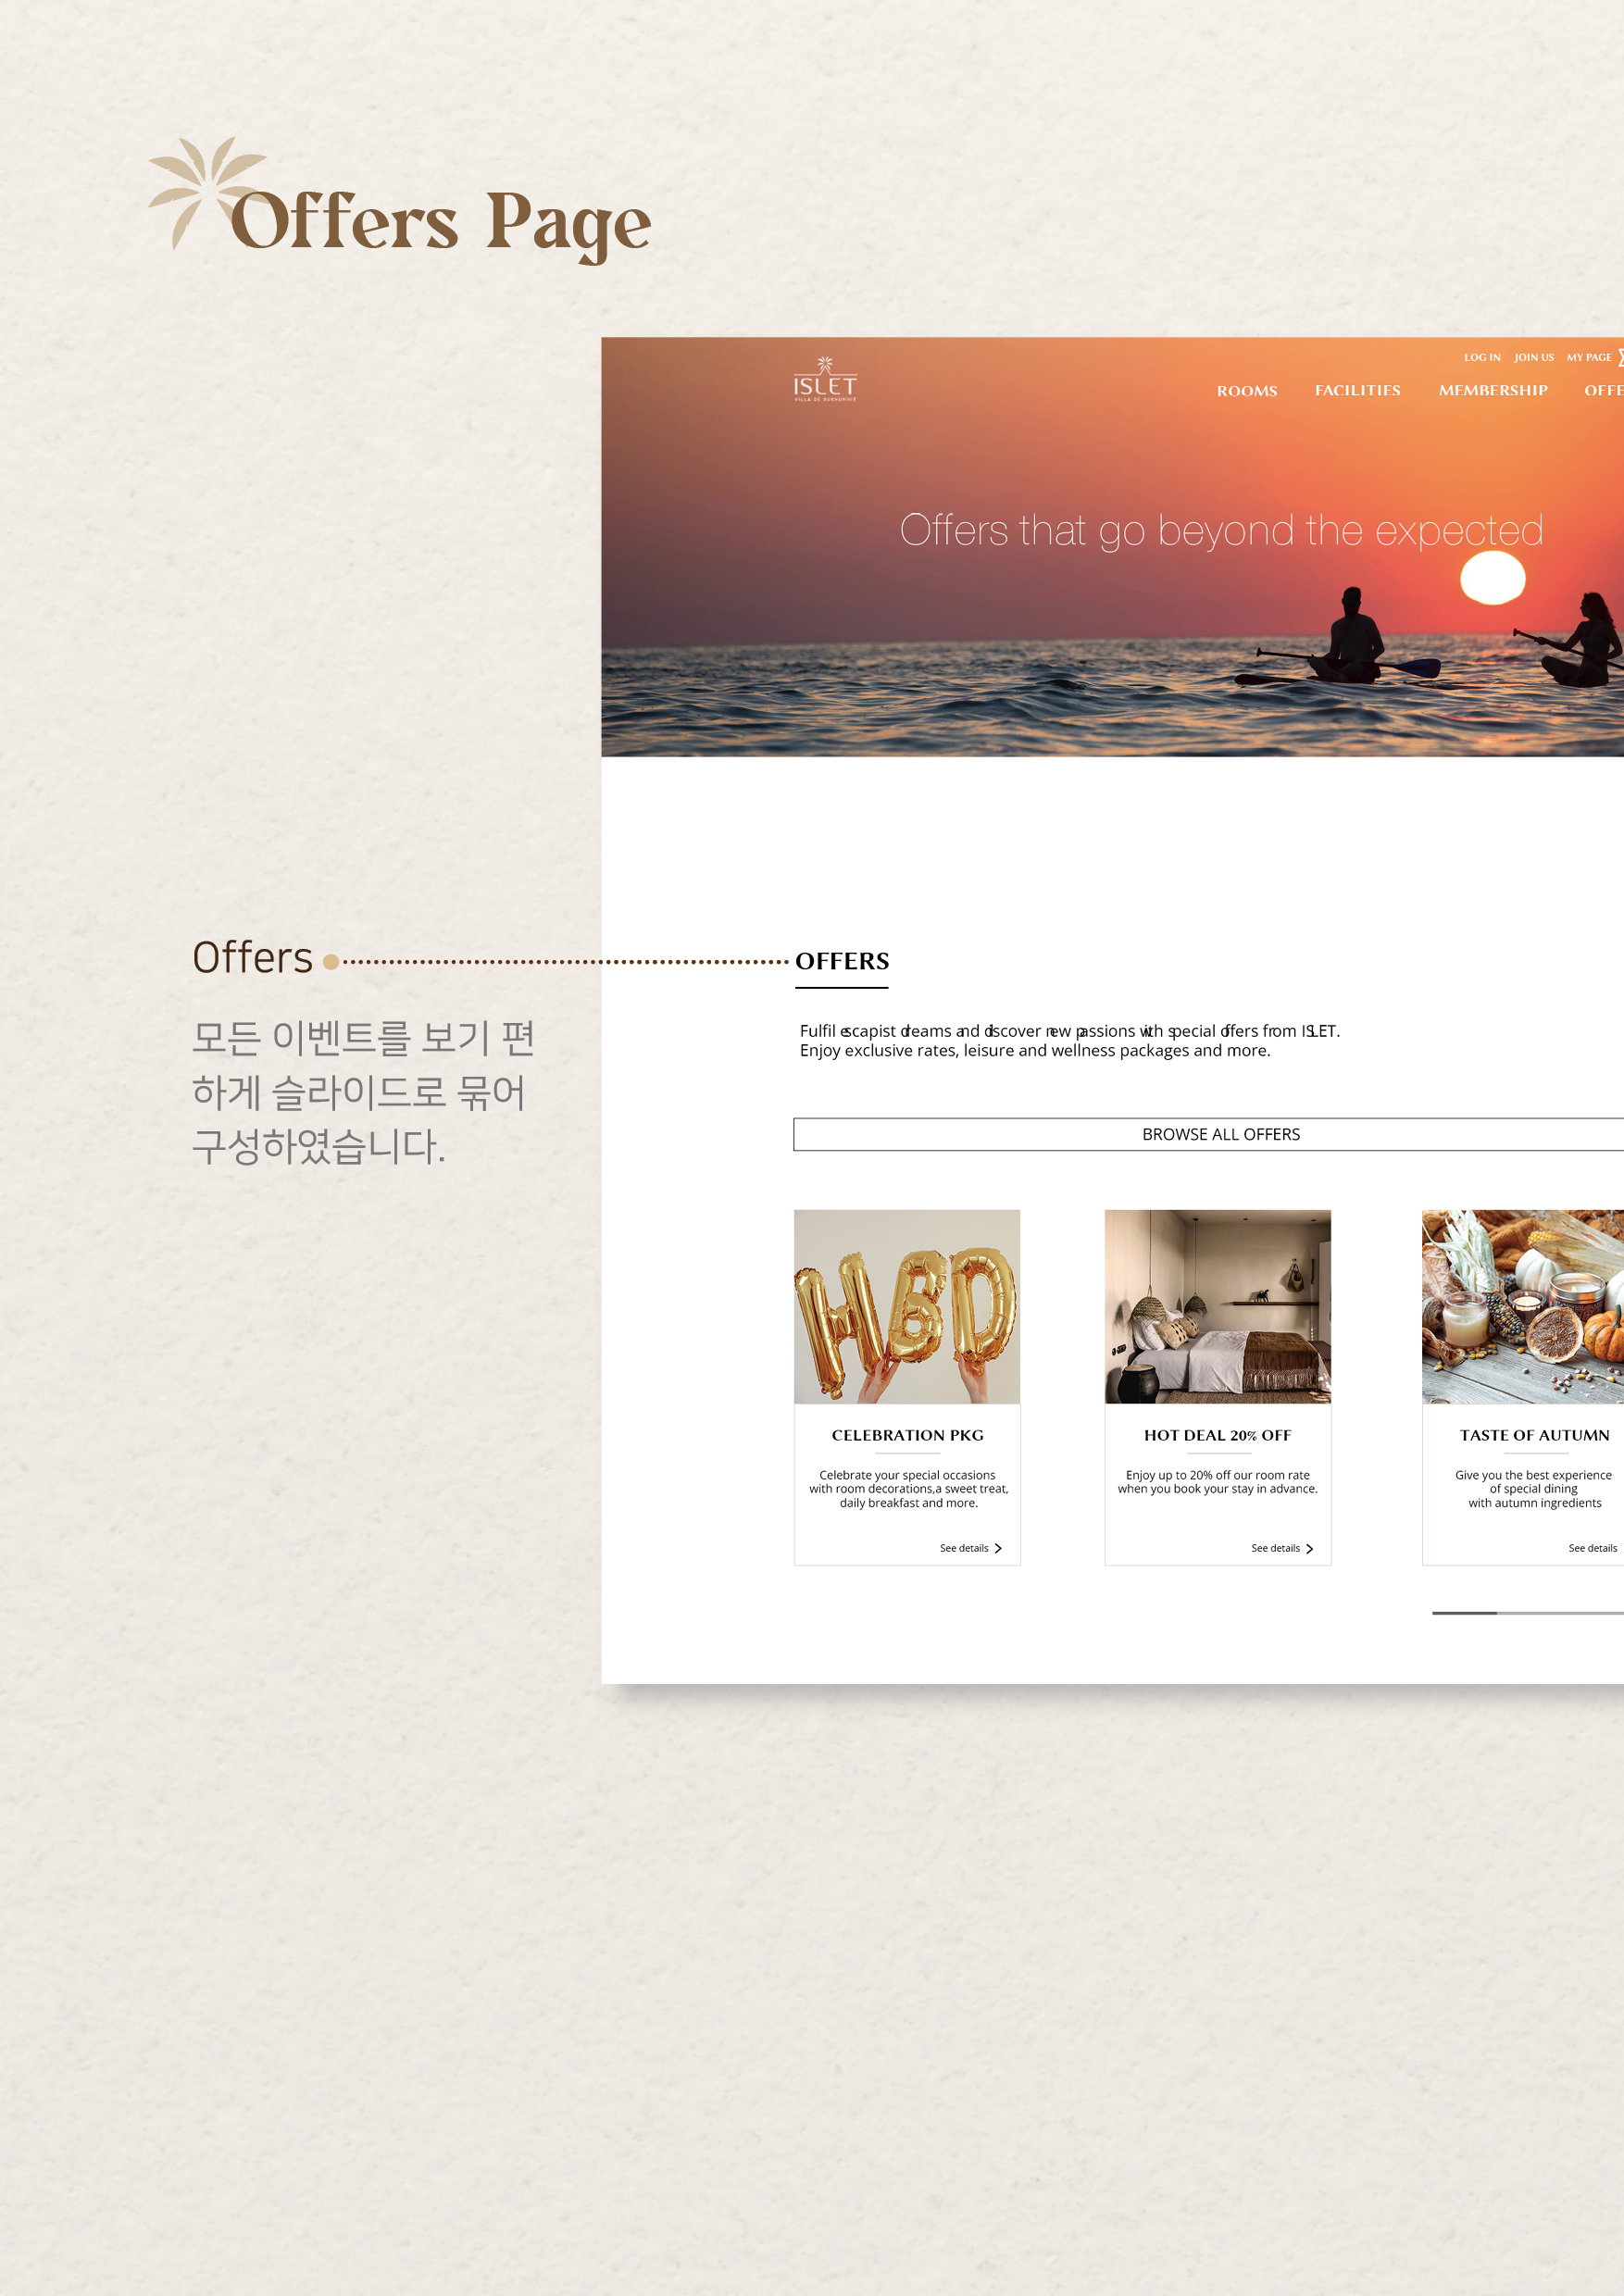 Offers Page
LOG IN JOIN US MY PAGE
ISLET
VILLA DE SUKHUMVIT
ROOMS FACILITIES MEMBERSHIP OFFE
Offers that go beyond the expected
Offers
모든 이벤트를 보기 편
하게 슬라이드로 묶어
구성하였습니다.
OFFERS
Fulfil escapist dreams and discover new passions with special offers from ISLET.
Enjoy exclusive rates, leisure and wellness packages and more.
BROWSE ALL OFFERS
HBD
CELEBRATION PKG
Celebrate your special occasions
with room decorations,a sweet treat,
daily breakfast and more.
See details
HOT DEAL 20% OFF
Enjoy up to 20% off our room rate
when you book your stay in advance.
See details
TASTE OF AUTUMN
Give you the best experience
of special dining
with autumn ingredients
See details